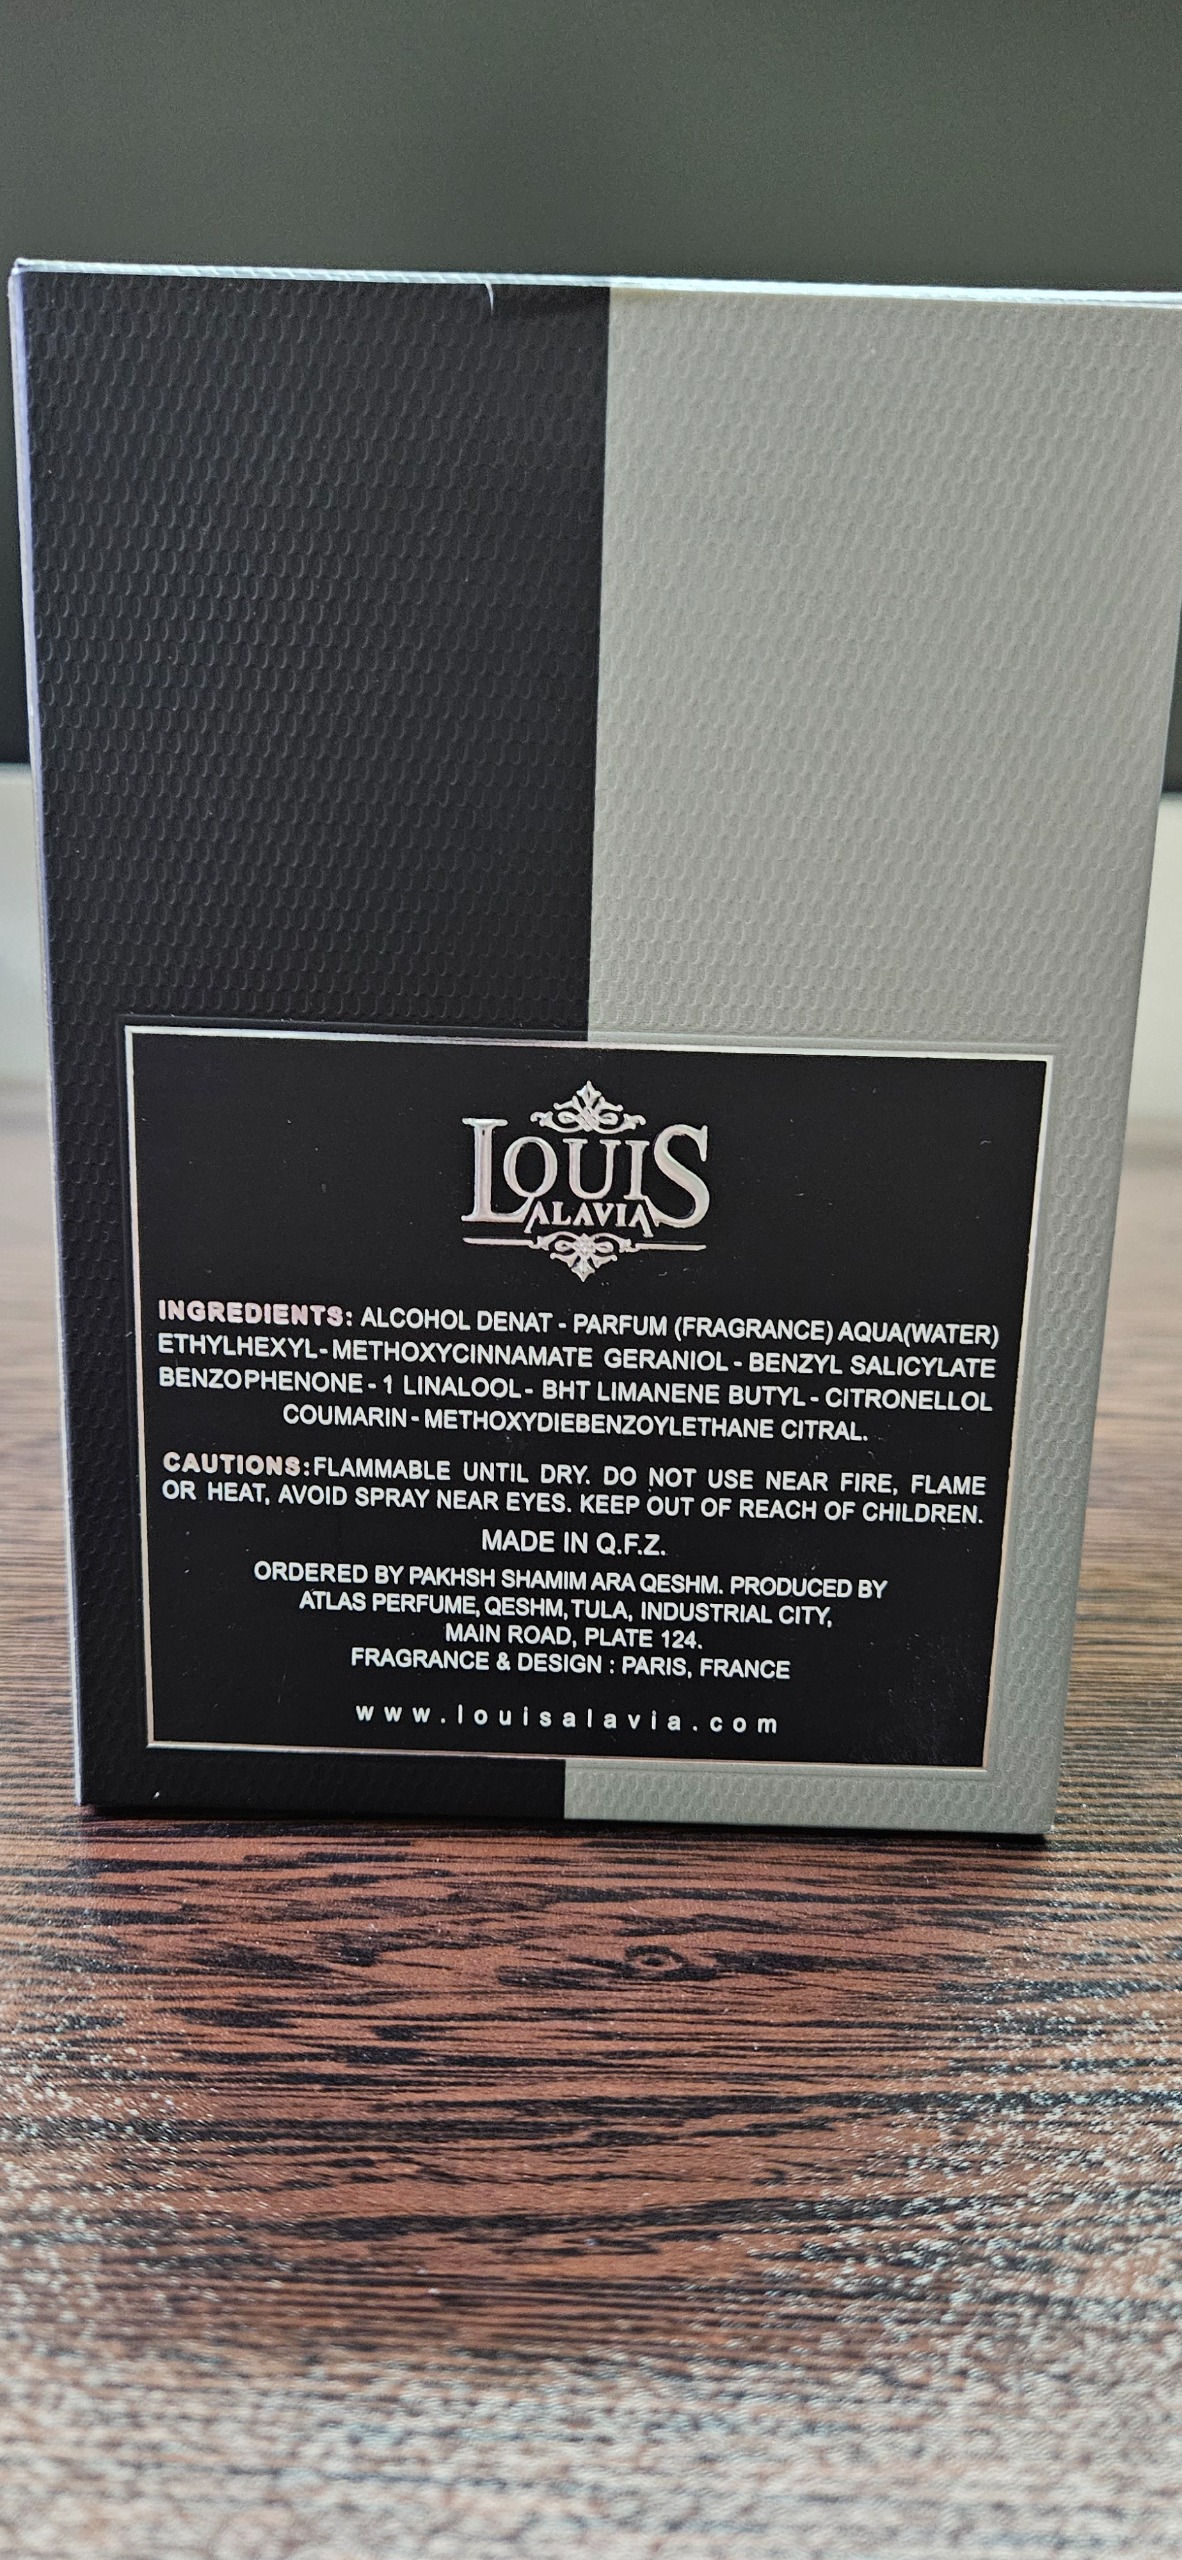 LOUIS
ALAVIA
INGREDIENTS: ALCOHOL DENAT - PARFUM (FRAGRANCE) AQUA(WATER)
ETHYLHEXYL-METHOXYCINNAMATE GERANIOL - BENZYL SALICYLATE
BENZOPHENONE - 1 LINALOOL - BHT LIMANENE BUTYL - CITRONELLOL
COUMARIN - METHOXYDIEBENZOYLETHANE CITRAL.
CAUTIONS: FLAMMABLE UNTIL DRY. DO NOT USE NEAR FIRE, FLAME
OR HEAT, AVOID SPRAY NEAR EYES. KEEP OUT OF REACH OF CHILDREN.
MADE IN Q.F.Z.
ORDERED BY PAKHSH SHAMIM ARA QESHM. PRODUCED BY
ATLAS PERFUME, QESHM, TULA, INDUSTRIAL CITY,
MAIN ROAD, PLATE 124.
FRAGRANCE & DESIGN : PARIS, FRANCE
www.louisalavia.com